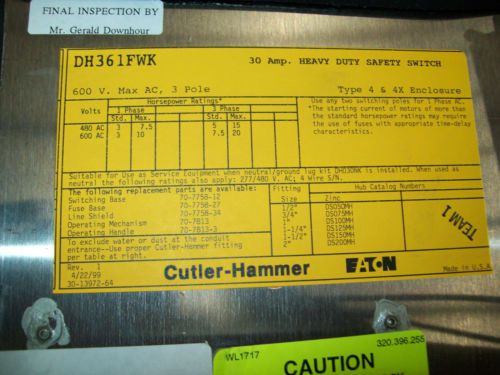 FINAL INSPECTION BY
Mr. Gerald Downhour
DH361FWK
30 Amp. HEAVY DUTY SAFETY SWITCH
600 V. Max AC, 3 Pole
Type 4 & 4X Enclosure
Horsepower Ratings*
Volts 1 Phase 3 Phase
Std. Max. Std. Max.
480 AC 3 7.5 5 15
600 AC 3 10 7.5 20
Use any two switching poles for 1 Phase AC.
*The starting current of motors of more than
the standard horsepower ratings may require
the use of fuses with appropriate time-delay
characteristics.
Suitable for Use as Service Equipment when neutral/ground lug kit DH030NK is installed. When used as
neutral the following ratings also apply: 277/480 V. AC; 4 Wire S/N.
The following replacement parts are available:
Switching Base 70-7758-12
Fuse Base 70-7758-27
Line Shield 70-7758-34
Operating Mechanism 70-7813
Operating Handle 70-7813-3
To exclude water or dust at the conduit
entrance--Use proper Cutler-Hammer fitting
per table at right.
Fitting Hub Catalog Numbers
Size Zinc
1/2" DS050MH
3/4" DS075MH
1" DS100MH
1-1/4" DS125MH
1-1/2" DS150MH
2" DS200MH
TEAM 1
Rev. 1
4/22/99
30-13972-64
Cutler-Hammer
EATON
Made in U.S.A
WL1717
320.396.255
CAUTION